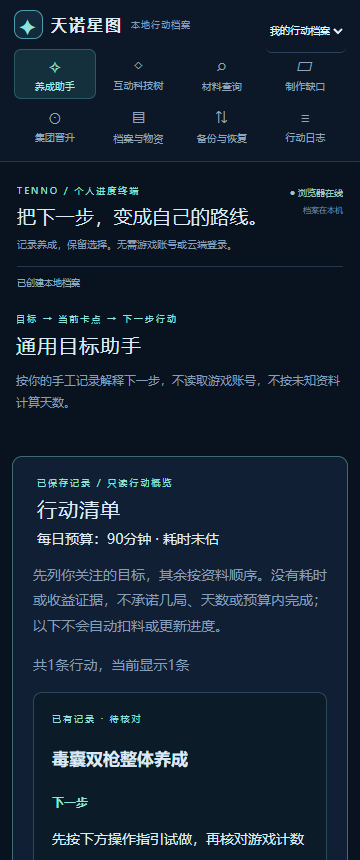 天诺星图 本地行动档案 我的行动档案
养成助手 互动科技树 材料查询 制作缺口
集团晋升 档案与物资 备份与恢复 行动日志
TENNO / 个人进度终端 浏览器在线
把下一步，变成自己的路线。 档案在本机
记录养成，保留选择。无需游戏账号或云端登录。
已创建本地档案
目标 → 当前卡点 → 下一步行动
通用目标助手
按你的手工记录解释下一步，不读取游戏账号，不按未知资料
计算天数。
已保存记录 / 只读行动概览
行动清单
每日预算：90分钟 · 耗时未估
先列你关注的目标，其余按资料顺序。没有耗时
或收益证据，不承诺几局、天数或预算内完成；
以下不会自动扣料或更新进度。
共1条行动，当前显示1条
已有记录 · 待核对
毒囊双枪整体养成
下一步
先按下方操作指引试做，再核对游戏计数